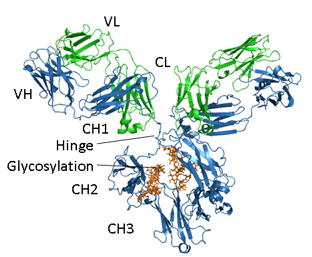 VL
CL
VH
CH1
Hinge
Glycosylation
CH2
CH3